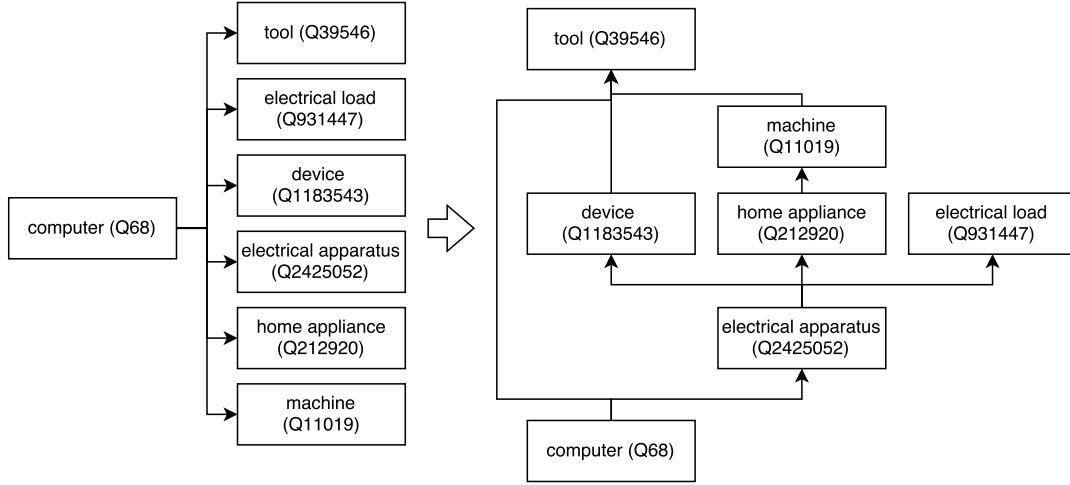 tool (Q39546)
electrical load
(Q931447)
device
(Q1183543)
computer (Q68)
electrical apparatus
(Q2425052)
home appliance
(Q212920)
machine
(Q11019)
tool (Q39546)
machine
(Q11019)
device
(Q1183543)
home appliance
(Q212920)
electrical load
(Q931447)
electrical apparatus
(Q2425052)
computer (Q68)